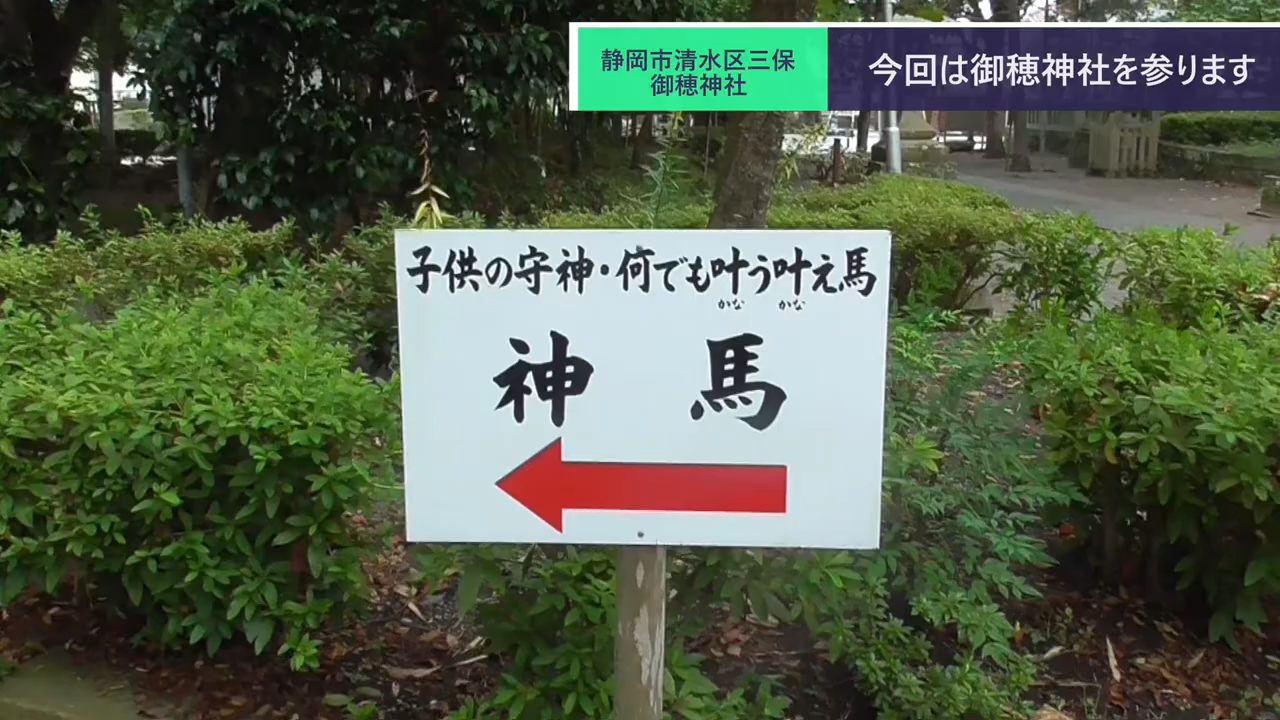 静岡市清水区三保
御穂神社
今回は御穂神社を参ります
子供の守神・何でも叶う叶え馬
かな かな
神 馬